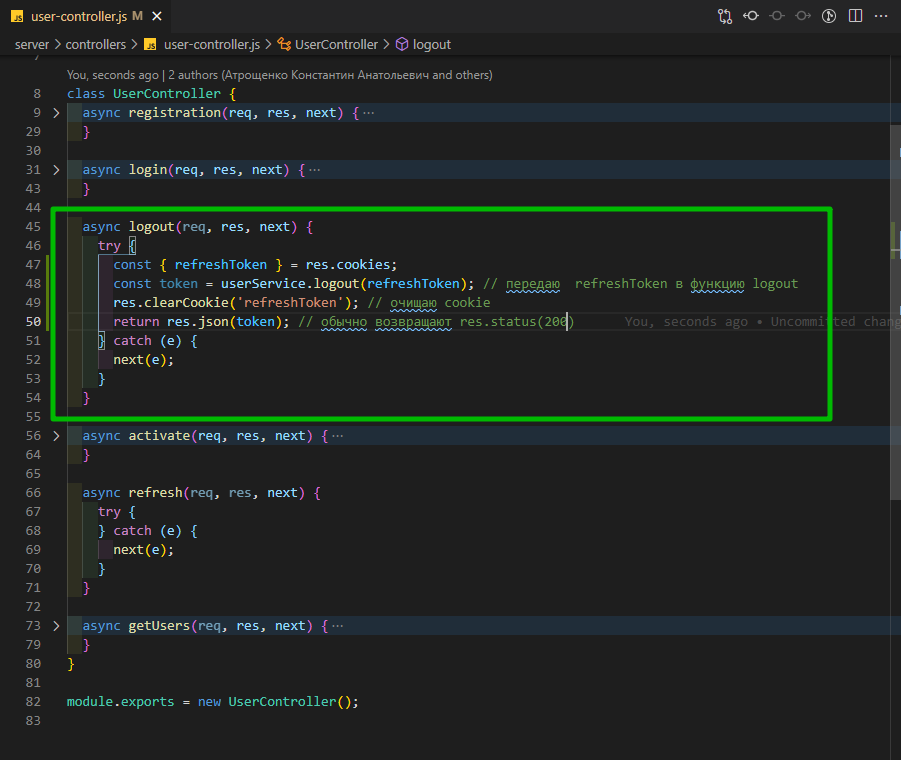 JS user-controller.js M
server > controllers > JS user-controller.js > UserController > logout
You, seconds ago | 2 authors (Атрощенко Константин Анатольевич and others)
8 class UserController {
9 async registration(req, res, next) { ···
29 }
30
31 async login(req, res, next) { ···
43 }
44
45 async logout(req, res, next) {
46 try {
47 const { refreshToken } = res.cookies;
48 const token = userService.logout(refreshToken); // передаю  refreshToken в функцию logout
49 res.clearCookie('refreshToken'); // очищаю cookie
50 return res.json(token); // обычно возвращают res.status(200) You, seconds ago • Uncommitted chang
51 } catch (e) {
52 next(e);
53 }
54 }
55
56 async activate(req, res, next) { ···
64 }
65
66 async refresh(req, res, next) {
67 try {
68 } catch (e) {
69 next(e);
70 }
71 }
72
73 async getUsers(req, res, next) { ···
79 }
80 }
81
82 module.exports = new UserController();
83